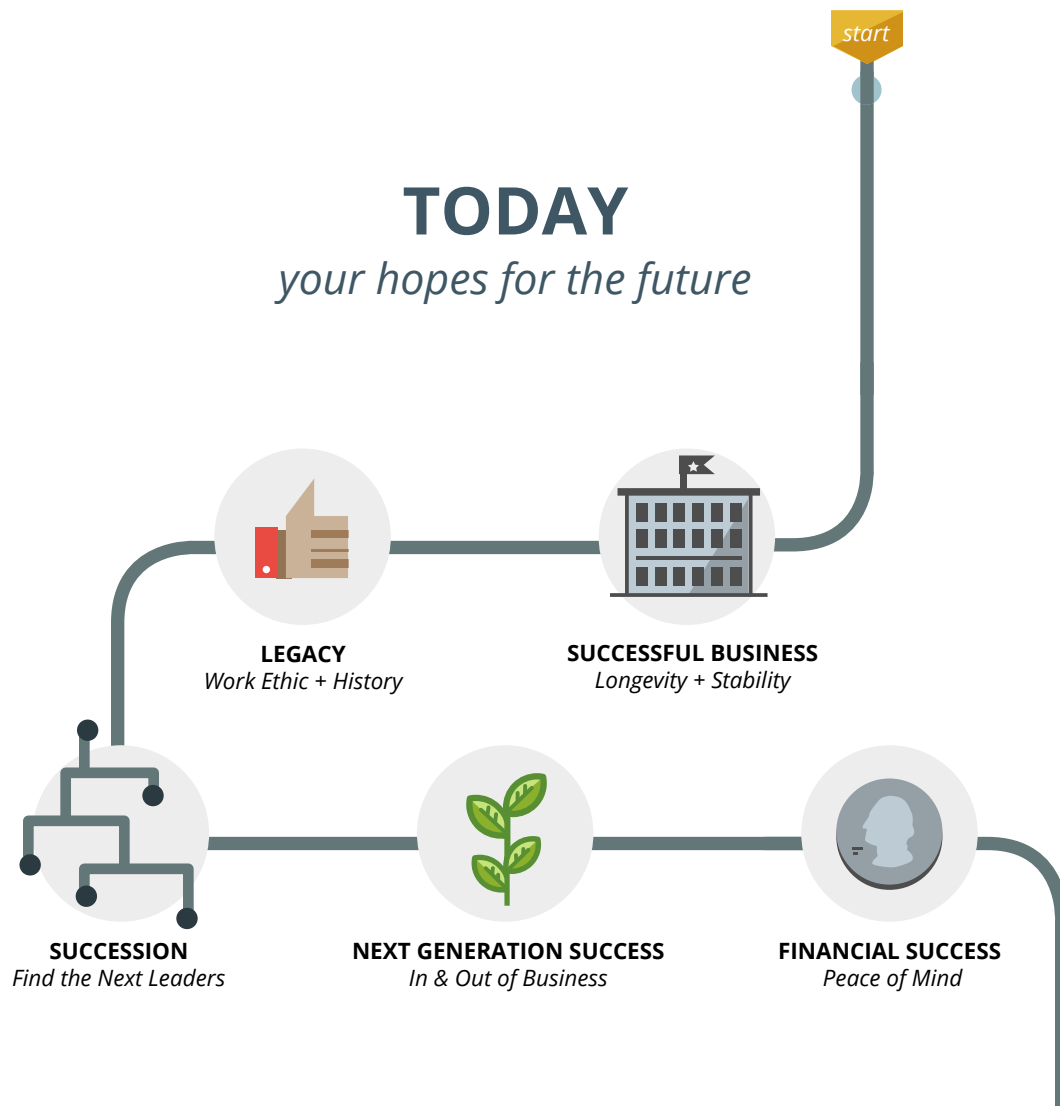 start
TODAY
your hopes for the future
LEGACY
Work Ethic + History
SUCCESSFUL BUSINESS
Longevity + Stability
SUCCESSION
Find the Next Leaders
NEXT GENERATION SUCCESS
In & Out of Business
FINANCIAL SUCCESS
Peace of Mind